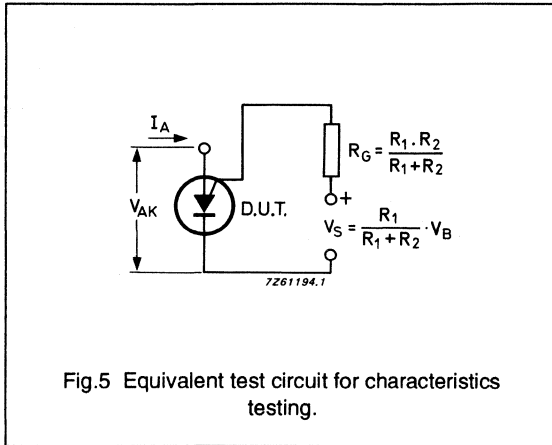 I_A
V_AK
D.U.T.
R_G = R_1 . R_2 / R_1 + R_2
+
V_S = R_1 / R_1 + R_2 · V_B
7Z61194.1
Fig.5 Equivalent test circuit for characteristics
testing.